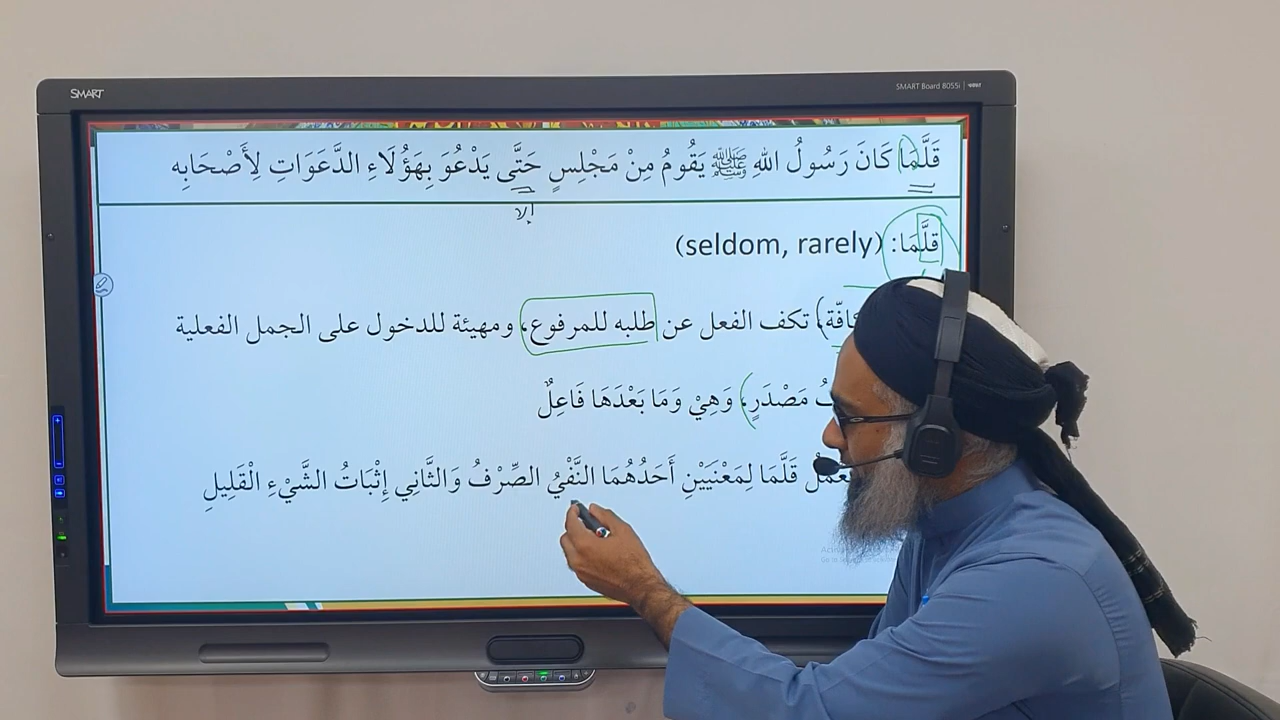 SMART
SMART Board 8055i
قَلَّمَا كَانَ رَسُولُ اللهِ ﷺ يَقُومُ مِنْ مَجْلِسٍ حَتَّى يَدْعُوَ بِهَؤُلَاءِ الدَّعَوَاتِ لِأَصْحَابِه
إلا
قلَّمَا: (seldom, rarely)
تكف الفعل عن طلبه للمرفوع، ومهيئة للدخول على الجمل الفعلية
مَصْدَرٍ، وَهِيْ وَمَا بَعْدَهَا فَاعِلٌ
قَلَّمَا لِمَعْنَيَيْنِ أَحَدُهُمَا النَّفْيُ الصِّرْفُ وَالثَّانِي إِثْبَاتُ الشَّيْءِ الْقَلِيلِ